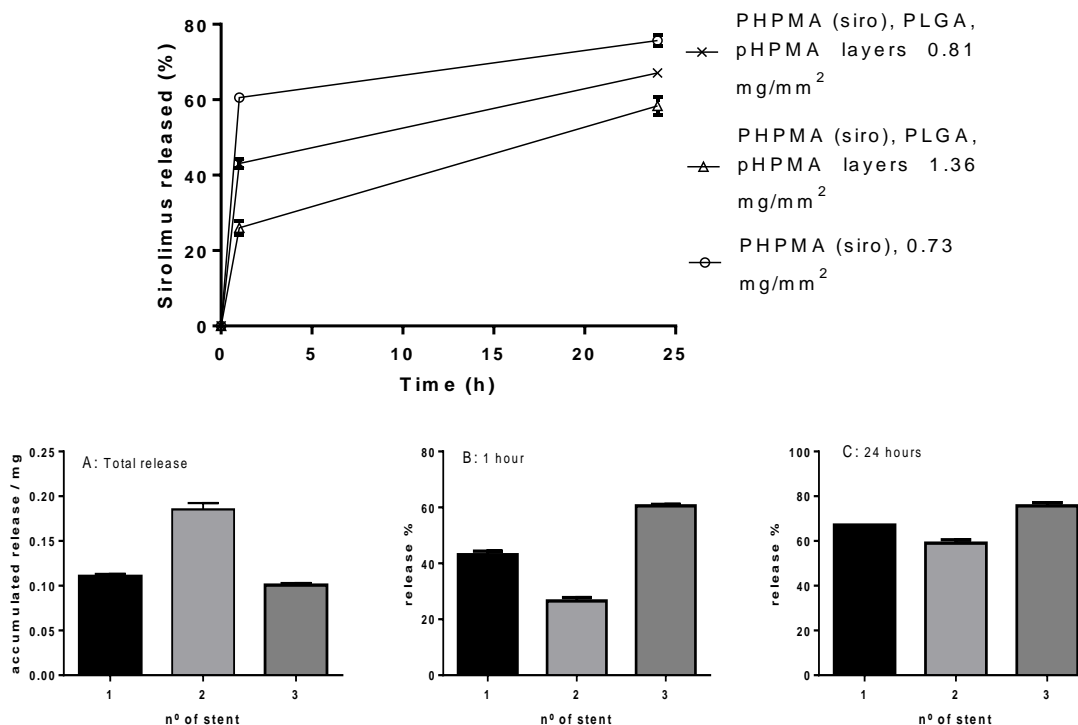 80
60
40
20
0
Sirolimus released (%)
0 5 10 15 20 25
Time (h)
PHPMA (siro), PLGA,
pHPMA layers 0.81
mg/mm²
PHPMA (siro), PLGA,
pHPMA layers 1.36
mg/mm²
PHPMA (siro), 0.73
mg/mm²
A: Total release
accumulated release / mg
0.25
0.20
0.15
0.10
0.05
0.00
1 2 3
nº of stent
B: 1 hour
release %
80
60
40
20
0
1 2 3
nº of stent
C: 24 hours
release %
100
80
60
40
20
0
1 2 3
nº of stent